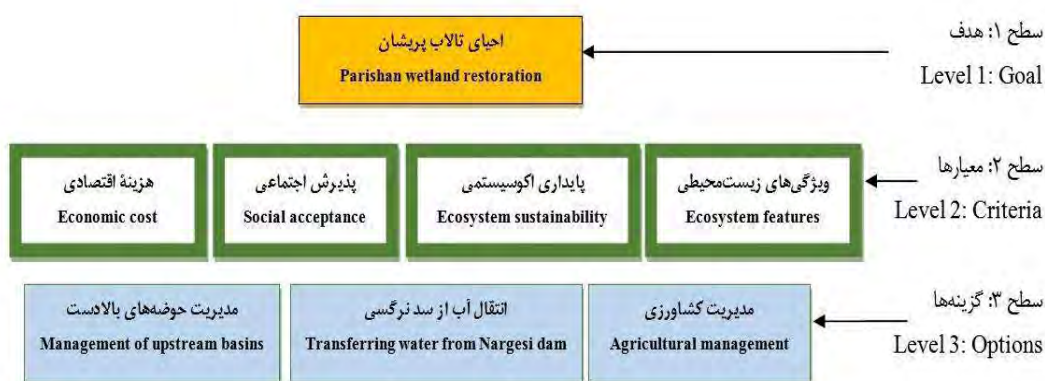 احیای تالاب پریشان
Parishan wetland restoration
سطح ۱: هدف
Level 1: Goal
هزینهٔ اقتصادی
Economic cost
پذیرش اجتماعی
Social acceptance
پایداری اکوسیستمی
Ecosystem sustainability
ویژگی‌های زیست‌محیطی
Ecosystem features
سطح ۲: معیارها
Level 2: Criteria
مدیریت حوضه‌های بالادست
Management of upstream basins
انتقال آب از سد نرگسی
Transferring water from Nargesi dam
مدیریت کشاورزی
Agricultural management
سطح ۳: گزینه‌ها
Level 3: Options